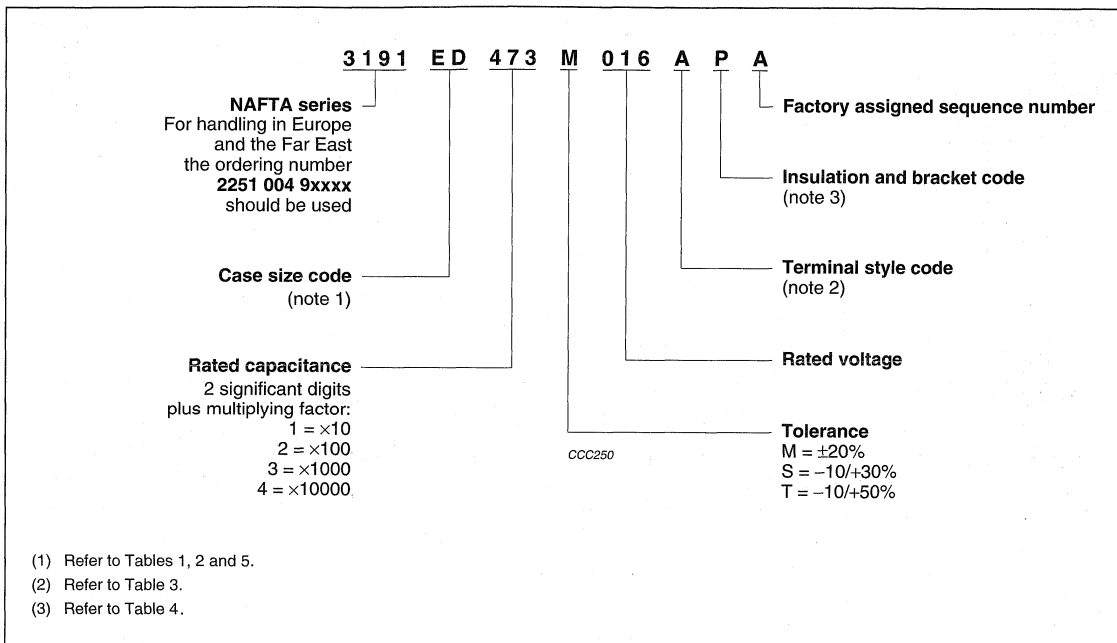 3191 ED 473 M 016 A P A
NAFTA series
For handling in Europe
and the Far East
the ordering number
2251 004 9xxxx
should be used
Case size code
(note 1)
Rated capacitance
2 significant digits
plus multiplying factor:
1 = ×10
2 = ×100
3 = ×1000
4 = ×10000
Factory assigned sequence number
Insulation and bracket code
(note 3)
Terminal style code
(note 2)
Rated voltage
Tolerance
M = ±20%
S = −10/+30%
T = −10/+50%
CCC250
(1) Refer to Tables 1, 2 and 5.
(2) Refer to Table 3.
(3) Refer to Table 4.